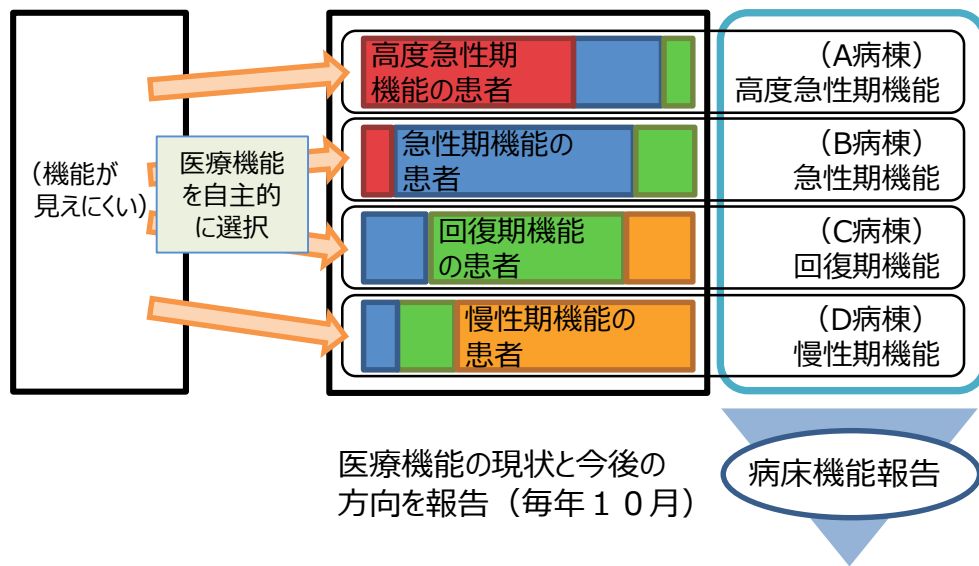 高度急性期
機能の患者
（A病棟）
高度急性期機能
急性期機能の
患者
（B病棟）
急性期機能
（機能が
見えにくい）
医療機能
を自主的
に選択
回復期機能
の患者
（C病棟）
回復期機能
慢性期機能の
患者
（D病棟）
慢性期機能
医療機能の現状と今後の
方向を報告（毎年１０月）
病床機能報告